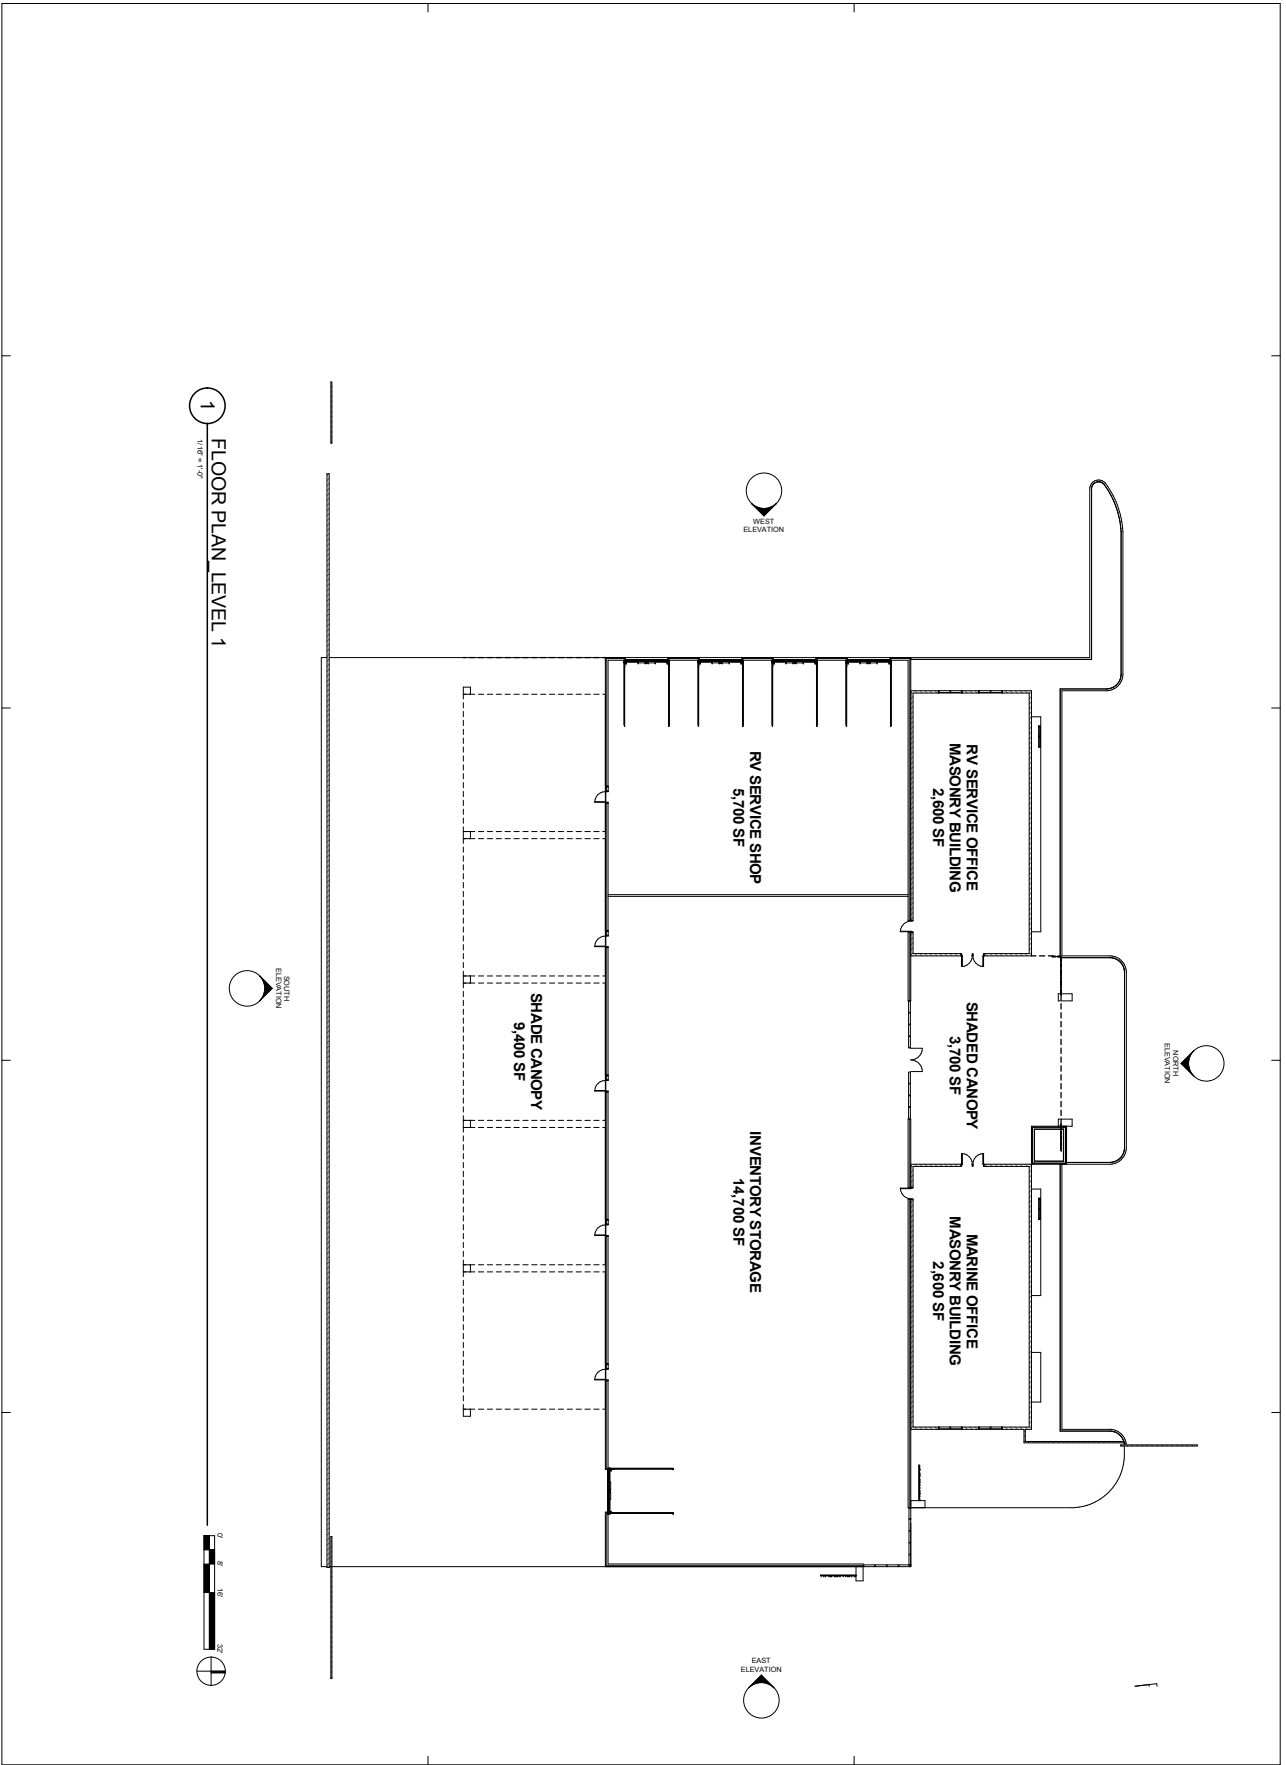 NORTH
ELEVATION
RV SERVICE OFFICE
MASONRY BUILDING
2,600 SF
SHADED CANOPY
3,700 SF
MARINE OFFICE
MASONRY BUILDING
2,600 SF
WEST
ELEVATION
RV SERVICE SHOP
5,700 SF
INVENTORY STORAGE
14,700 SF
EAST
ELEVATION
SHADE CANOPY
9,400 SF
SOUTH
ELEVATION
1
FLOOR PLAN_LEVEL 1
1/16" = 1'-0"
0' 8' 16' 32'